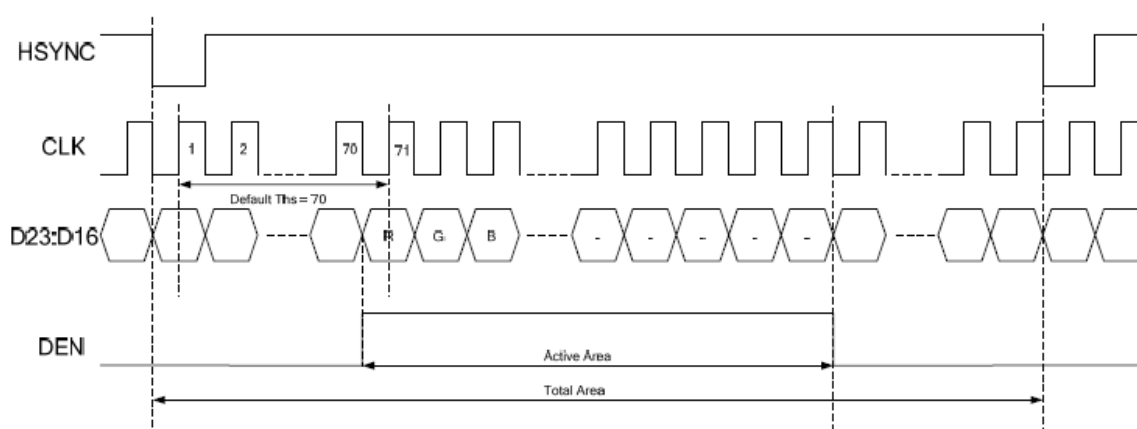 HSYNC
CLK
1
2
70
71
Default Ths = 70
D23:D16
R
G
B
-
-
-
-
-
DEN
Active Area
Total Area